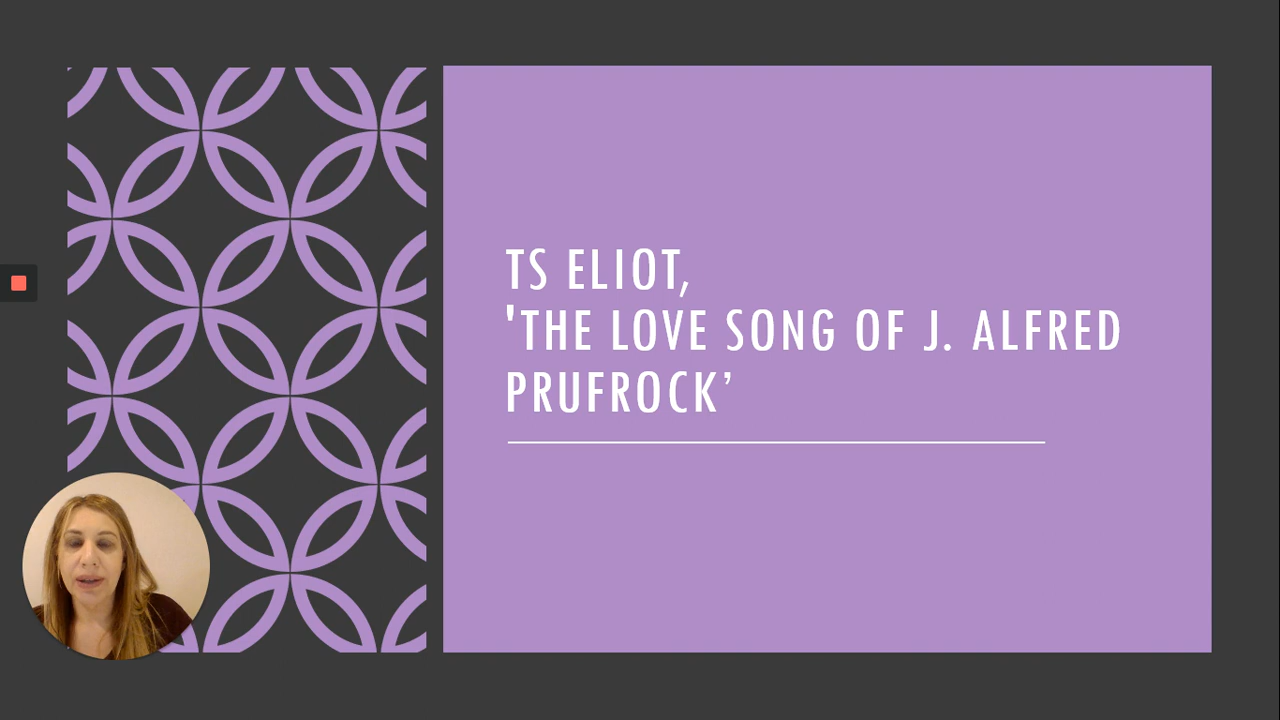 TS ELIOT,
'THE LOVE SONG OF J. ALFRED
PRUFROCK’